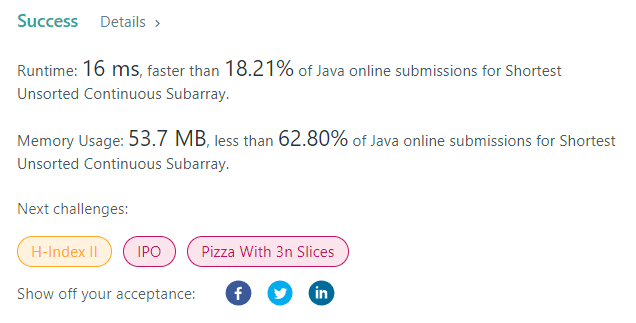 Success Details >
Runtime: 16 ms, faster than 18.21% of Java online submissions for Shortest
Unsorted Continuous Subarray.
Memory Usage: 53.7 MB, less than 62.80% of Java online submissions for Shortest
Unsorted Continuous Subarray.
Next challenges:
H-Index II IPO Pizza With 3n Slices
Show off your acceptance: f in